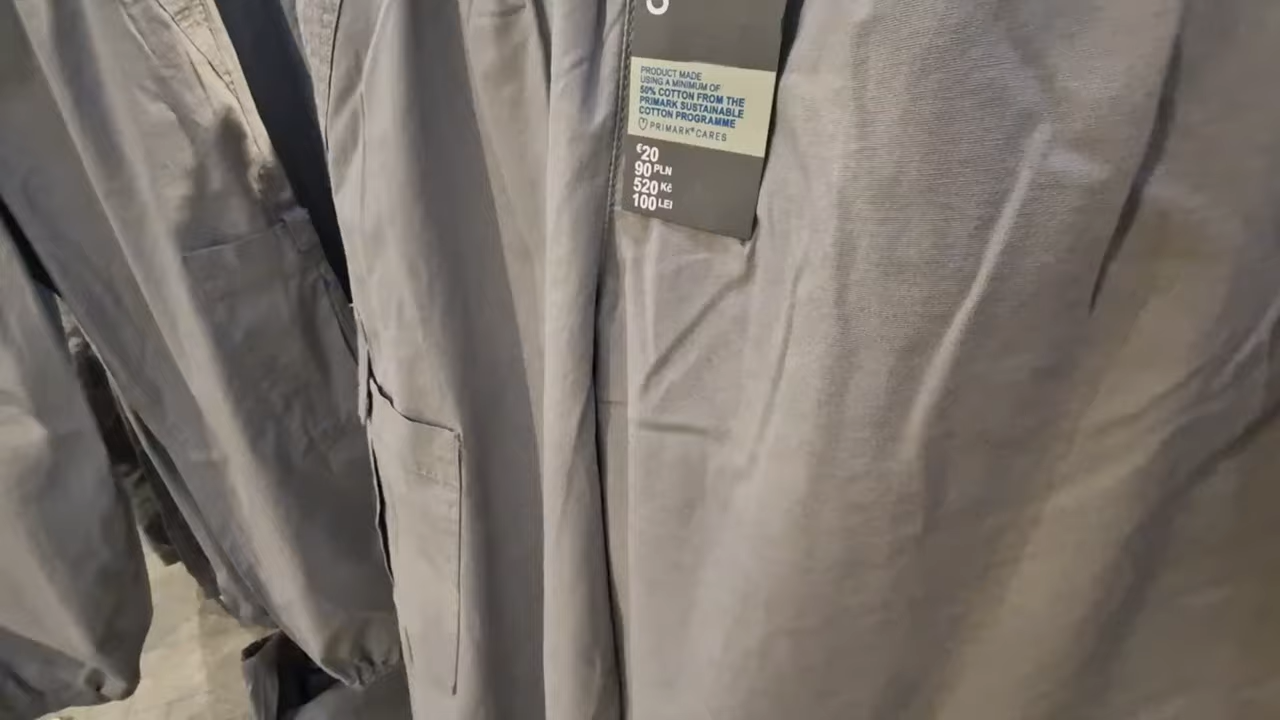 PRODUCT MADE
USING A MINIMUM OF
50% COTTON FROM THE
PRIMARK SUSTAINABLE
COTTON PROGRAMME
PRIMARK® CARES
€20
90 PLN
520 Kč
100 LEI